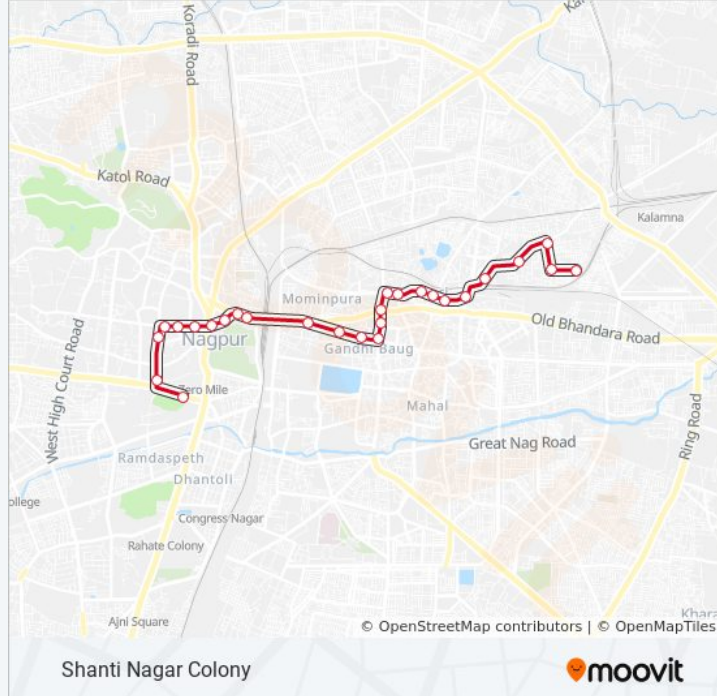 Koradi Road
Katol Road
Kalamna
Mominpura
Old Bhandara Road
Nagpur
Gandhi Baug
West High Court Road
Zero Mile
Mahal
Ring Road
Great Nag Road
Ramdaspeth
Dhantoli
Congress Nagar
Rahate Colony
Ajni Square
© OpenStreetMap contributors | © OpenMapTiles
Shanti Nagar Colony
moovit